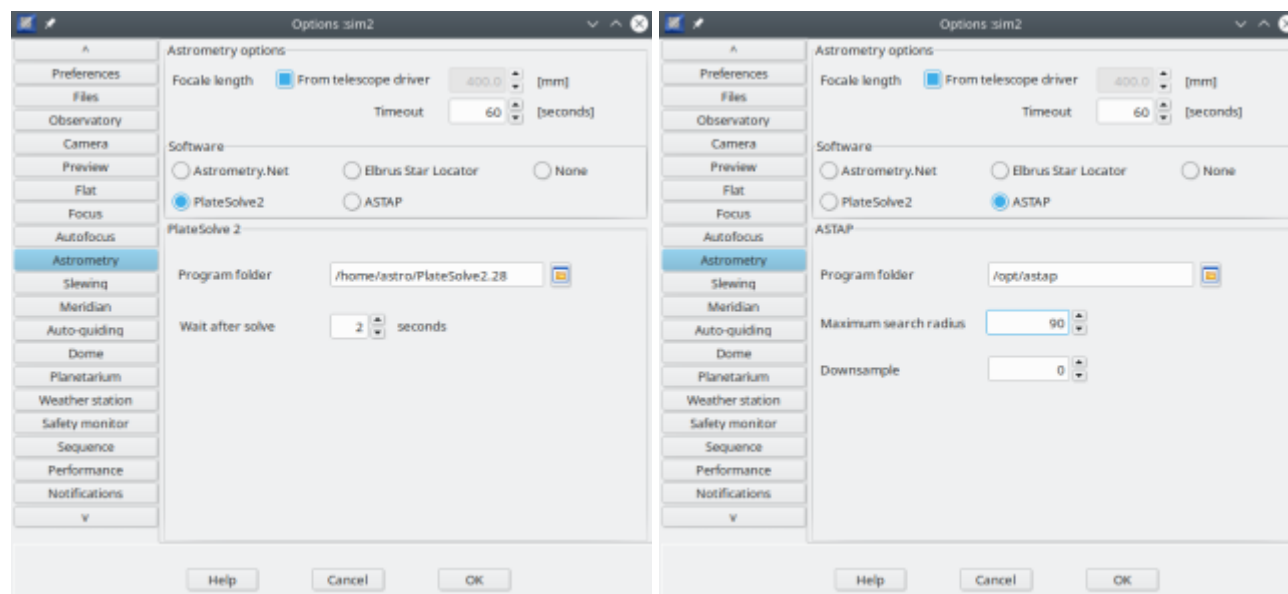 Options :sim2
^
Preferences
Files
Observatory
Camera
Preview
Flat
Focus
Autofocus
Astrometry
Slewing
Meridian
Auto-guiding
Dome
Planetarium
Weather station
Safety monitor
Sequence
Performance
Notifications
v
Astrometry options
Focale length From telescope driver 400.0 [mm]
Timeout 60 [seconds]
Software
Astrometry.Net Elbrus Star Locator None
PlateSolve2 ASTAP
PlateSolve 2
Program folder /home/astro/PlateSolve2.28
Wait after solve 2 seconds
Help Cancel OK
Options :sim2
^
Preferences
Files
Observatory
Camera
Preview
Flat
Focus
Autofocus
Astrometry
Slewing
Meridian
Auto-guiding
Dome
Planetarium
Weather station
Safety monitor
Sequence
Performance
Notifications
v
Astrometry options
Focale length From telescope driver 400.0 [mm]
Timeout 60 [seconds]
Software
Astrometry.Net Elbrus Star Locator None
PlateSolve2 ASTAP
ASTAP
Program folder /opt/astap
Maximum search radius 90
Downsample 0
Help Cancel OK